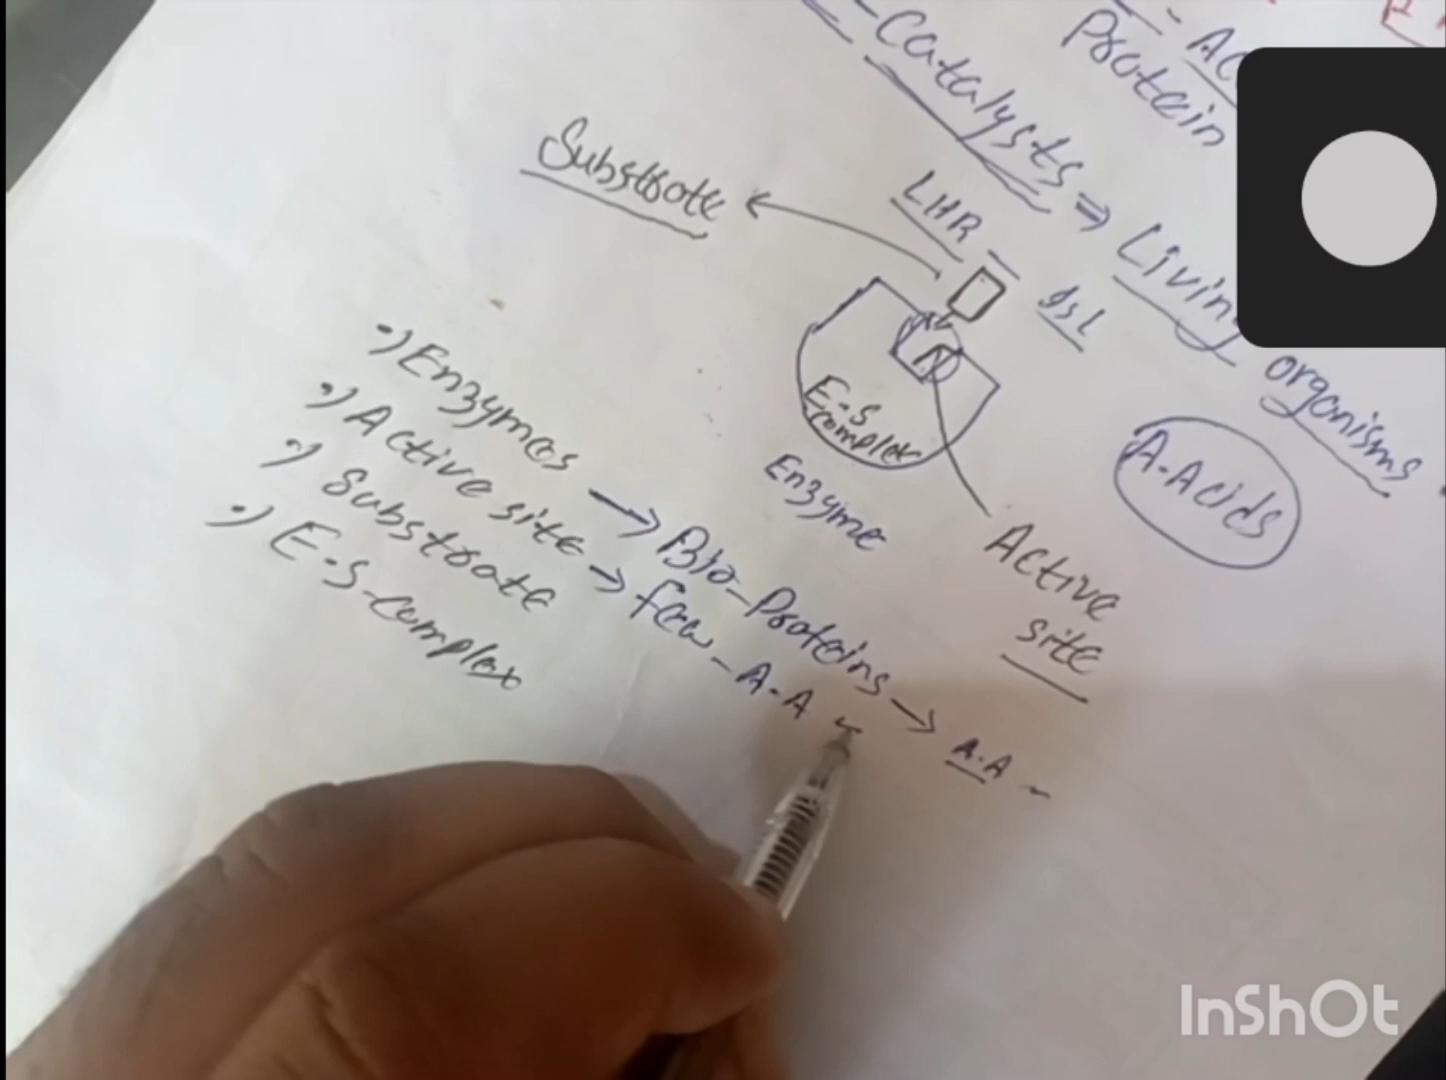 - AC
Protein
- Catalysts ⇒ Living organisms
Substrate
LHR -
Isl
E-S
complex
Enzyme
Active
site
A-Acids
•) Enzymes → Bio-Proteins → A.A -
•) Active site → few - A-A
•) Substrate
•) E-S-complex
InShOt